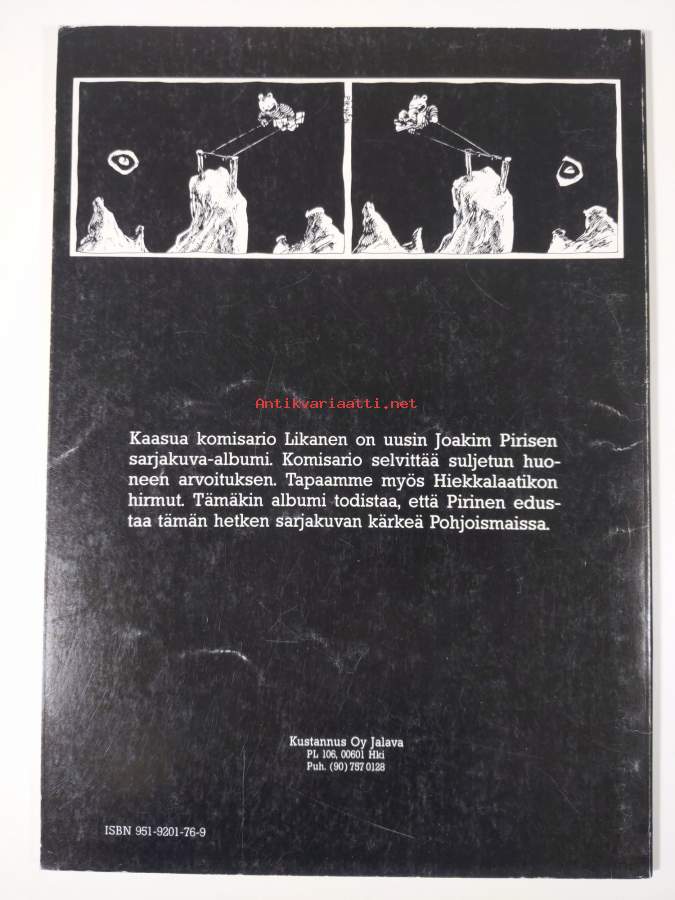 Antikvariaatti.net
Kaasua komisario Likanen on uusin Joakim Pirisen
sarjakuva-albumi. Komisario selvittää suljetun huo-
neen arvoituksen. Tapaamme myös Hiekkalaatikon
hirmut. Tämäkin albumi todistaa, että Pirinen edus-
taa tämän hetken sarjakuvan kärkeä Pohjoismaissa.
Kustannus Oy Jalava
PL 106, 00601 Hki
Puh. (90) 757 0128
ISBN 951-9201-76-9